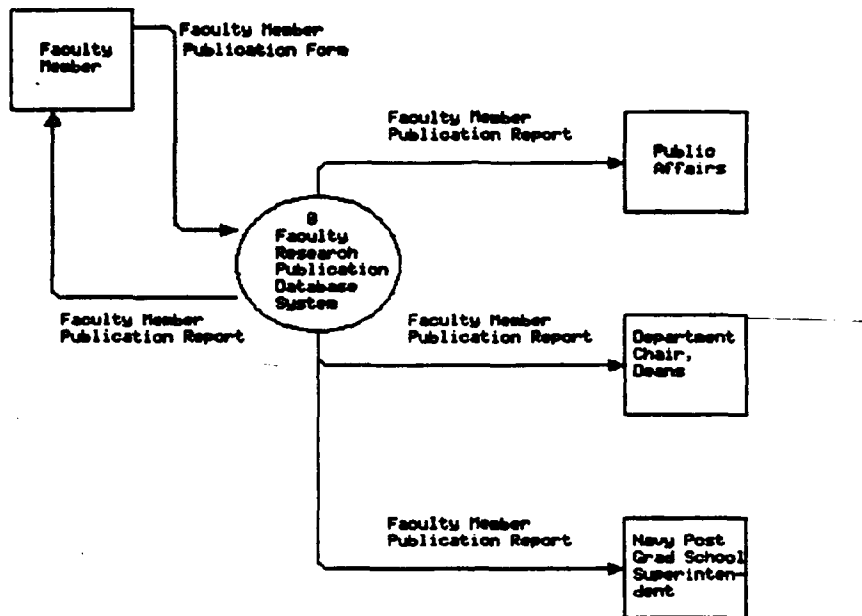 Faculty
Member
Faculty Member
Publication Form
Faculty Member
Publication Report
Public
Affairs
0
Faculty
Research
Publication
Database
System
Faculty Member
Publication Report
Faculty Member
Publication Report
Department
Chair,
Deans
Faculty Member
Publication Report
Navy Post
Grad School
Superinten-
dent